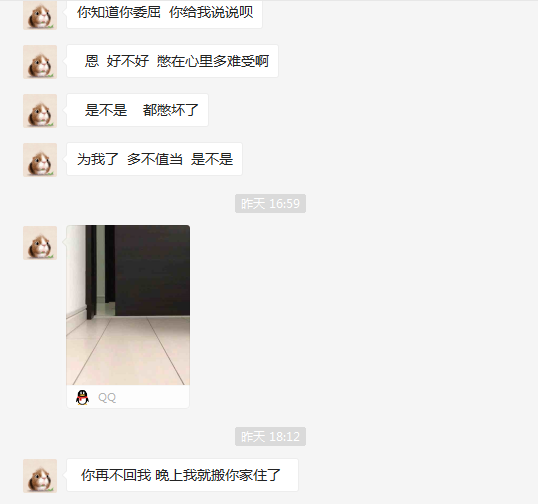 你知道你委屈  你给我说说呗
恩  好不好  憋在心里多难受啊
是不是    都憋坏了
为我了  多不值当  是不是
昨天 16:59
QQ
昨天 18:12
你再不回我 晚上我就搬你家住了